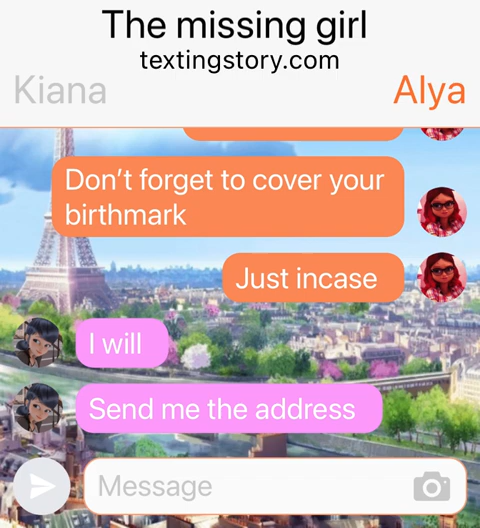 The missing girl
textingstory.com
Kiana
Alya
Don't forget to cover your
birthmark
Just incase
I will
Send me the address
Message